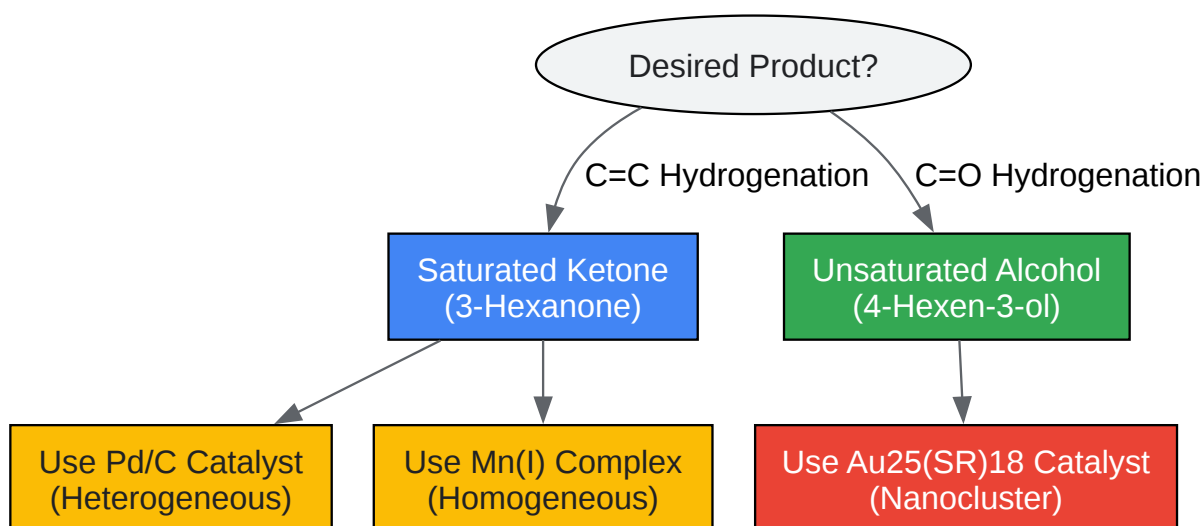 Desired Product?
C=C Hydrogenation
C=O Hydrogenation
Saturated Ketone
(3-Hexanone)
Unsaturated Alcohol
(4-Hexen-3-ol)
Use Pd/C Catalyst
(Heterogeneous)
Use Mn(I) Complex
(Homogeneous)
Use Au25(SR)18 Catalyst
(Nanocluster)